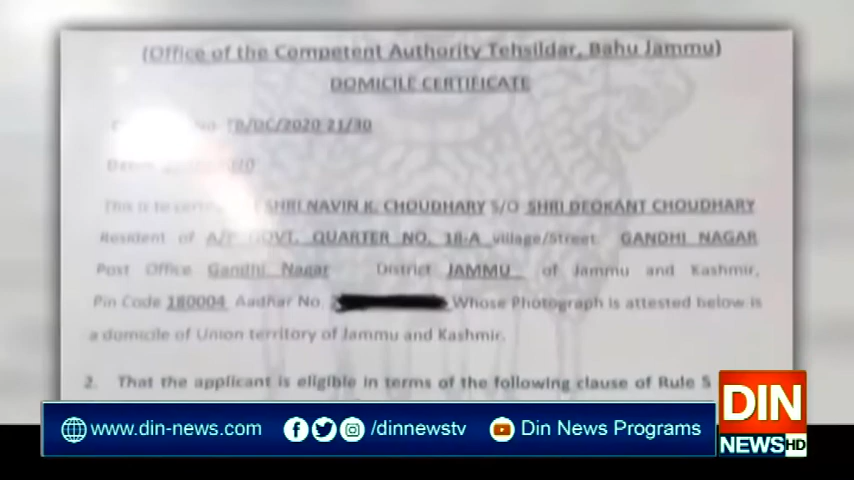 (Office of the Competent Authority Tehsildar, Bahu Jammu)
DOMICILE CERTIFICATE
No. TB/DC/2020 21/30
This is to SHRI NAVIN K. CHOUDHARY S/O SHRI DEOKANT CHOUDHARY
Resident of A/P GOVT. QUARTER NO. 18-A village/Street GANDHI NAGAR
Post Office Gandhi Nagar District JAMMU of Jammu and Kashmir,
Pin Code 180004 Aadhar No. Whose Photograph is attested below is
a domicile of Union territory of Jammu and Kashmir.
2. That the applicant is eligible in terms of the following clause of Rule 5
www.din-news.com /dinnewstv Din News Programs
DIN
NEWS HD